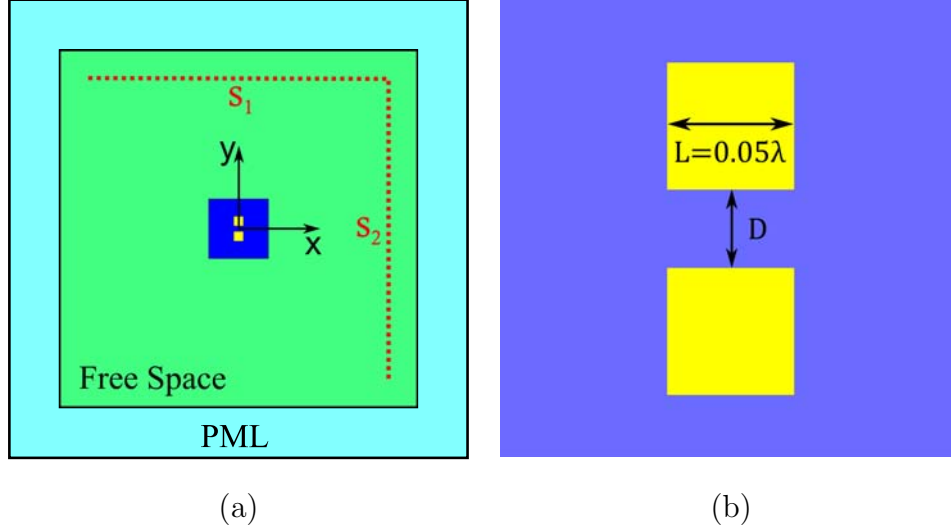 S₁
y
x
S₂
Free Space
PML
(a)
L=0.05λ
D
(b)